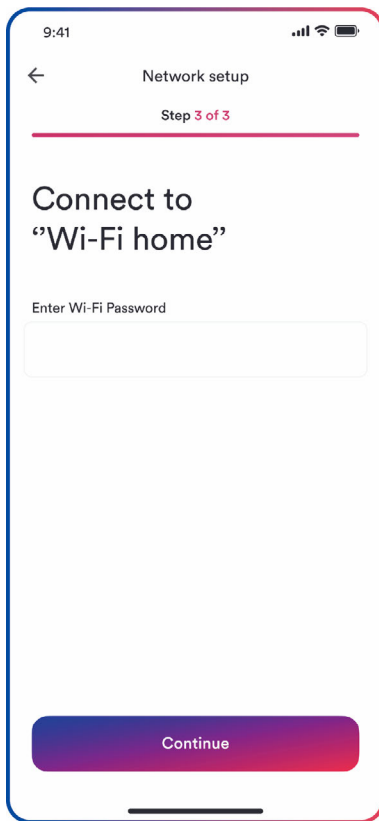 9:41
Network setup
Step 3 of 3
Connect to
“Wi-Fi home”
Enter Wi-Fi Password
Continue